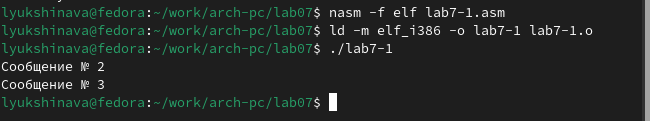 lyukshinava@fedora:~/work/arch-pc/lab07$ nasm -f elf lab7-1.asm
lyukshinava@fedora:~/work/arch-pc/lab07$ ld -m elf_i386 -o lab7-1 lab7-1.o
lyukshinava@fedora:~/work/arch-pc/lab07$ ./lab7-1
Сообщение № 2
Сообщение № 3
lyukshinava@fedora:~/work/arch-pc/lab07$